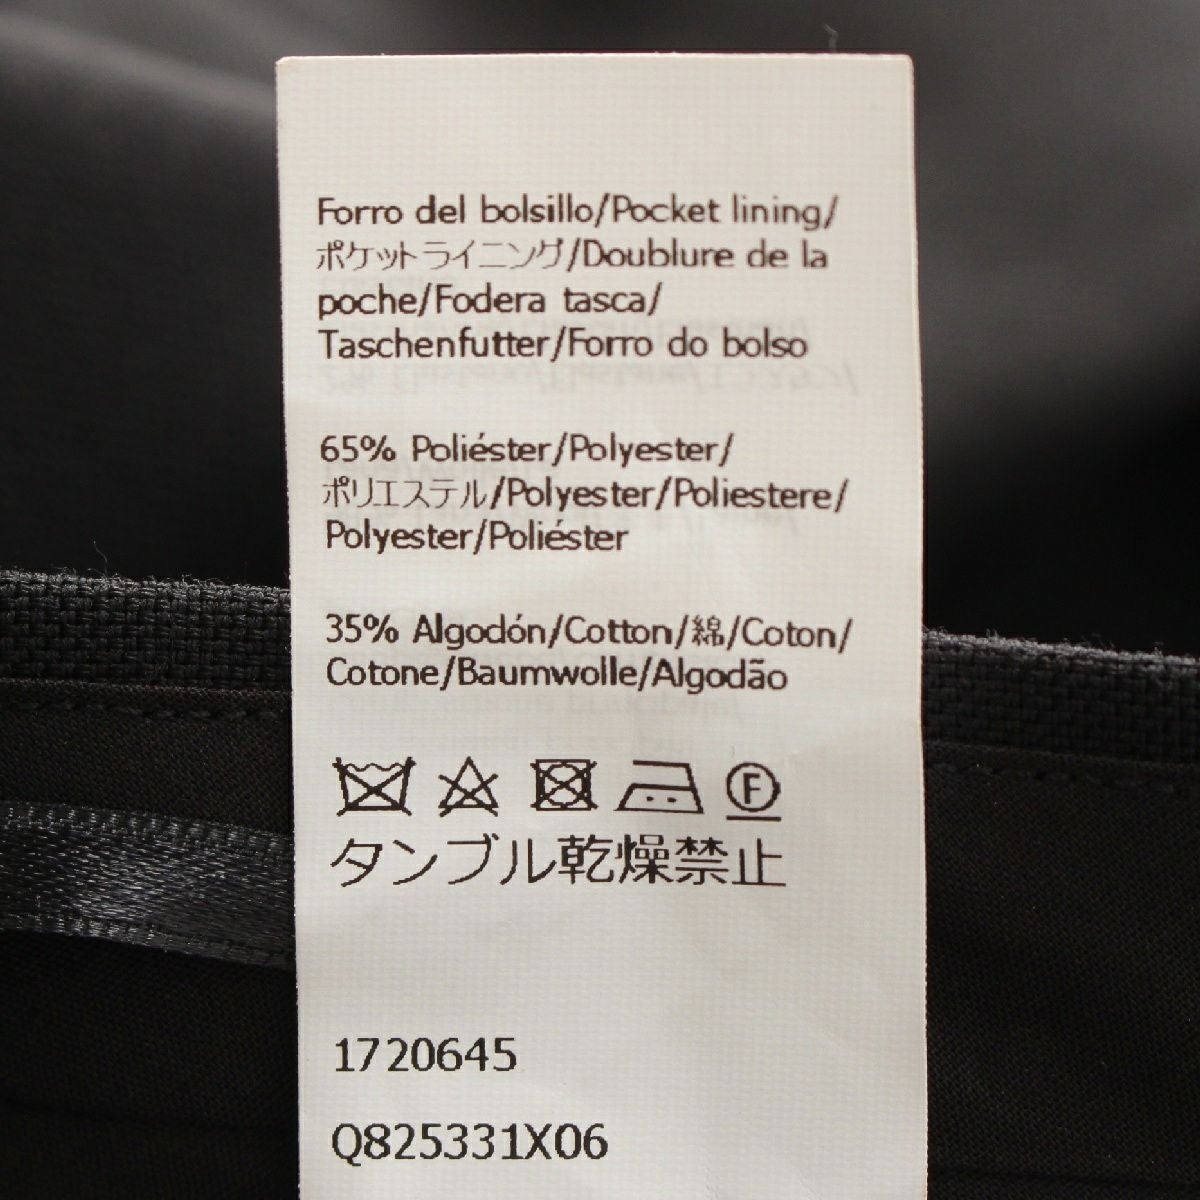 Forro del bolsillo/Pocket lining/
ポケットライニング/Doublure de la
poche/Fodera tasca/
Taschenfutter/Forro do bolso
65% Poliéster/Polyester/
ポリエステル/Polyester/Poliestere/
Polyester/Poliéster
35% Algodón/Cotton/綿/Coton/
Cotone/Baumwolle/Algodão
F
タンブル乾燥禁止
1720645
Q825331X06